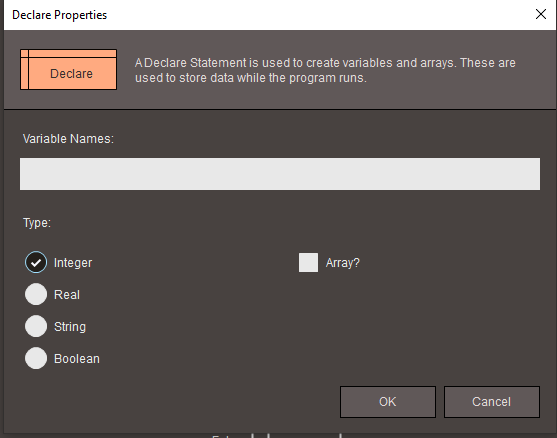 Declare Properties
Declare
A Declare Statement is used to create variables and arrays. These are
used to store data while the program runs.
Variable Names:
Type:
Integer
Array?
Real
String
Boolean
OK
Cancel